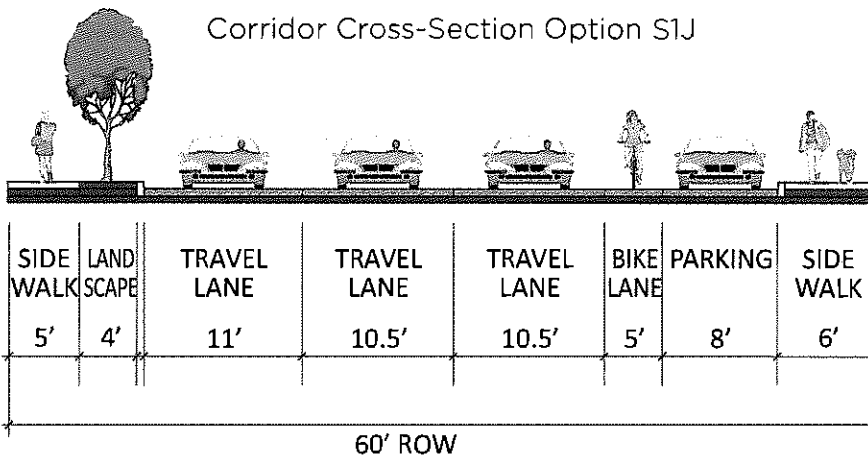 Corridor Cross-Section Option S1J
SIDE LAND TRAVEL TRAVEL TRAVEL BIKE PARKING SIDE
WALK SCAPE LANE LANE LANE LANE WALK
5' 4' 11' 10.5' 10.5' 5' 8' 6'
60' ROW